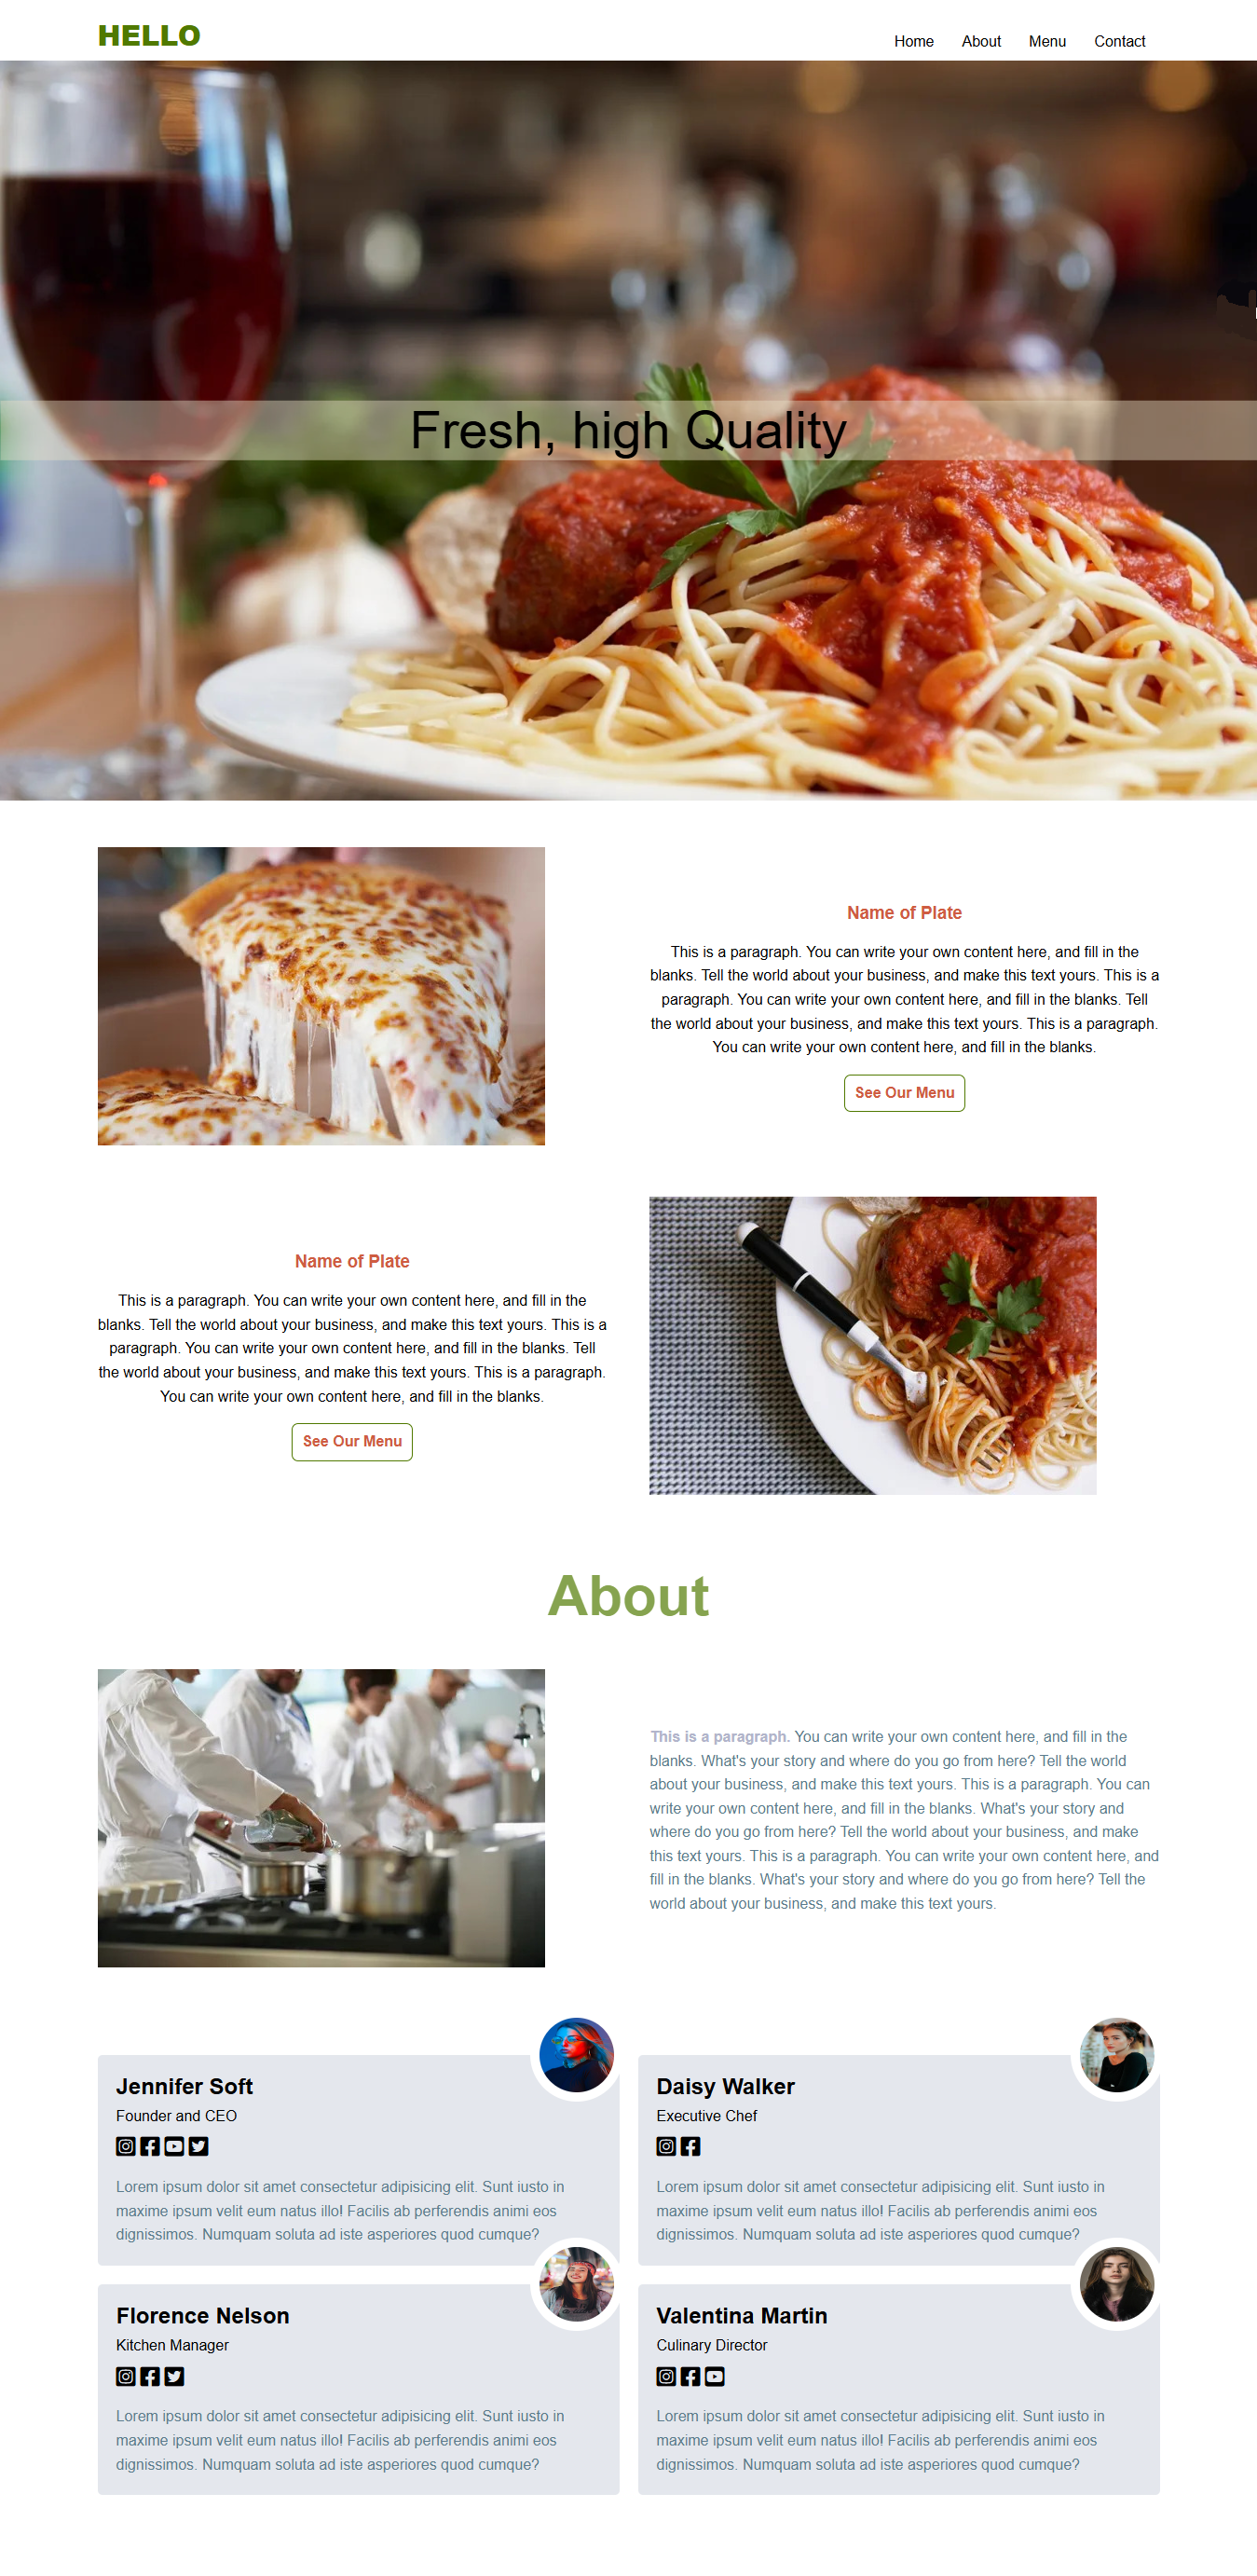 HELLO
Home About Menu Contact
Fresh, high Quality
Name of Plate
This is a paragraph. You can write your own content here, and fill in the
blanks. Tell the world about your business, and make this text yours. This is a
paragraph. You can write your own content here, and fill in the blanks. Tell
the world about your business, and make this text yours. This is a paragraph.
You can write your own content here, and fill in the blanks.
See Our Menu
Name of Plate
This is a paragraph. You can write your own content here, and fill in the
blanks. Tell the world about your business, and make this text yours. This is a
paragraph. You can write your own content here, and fill in the blanks. Tell
the world about your business, and make this text yours. This is a paragraph.
You can write your own content here, and fill in the blanks.
See Our Menu
About
This is a paragraph. You can write your own content here, and fill in the
blanks. What's your story and where do you go from here? Tell the world
about your business, and make this text yours. This is a paragraph. You can
write your own content here, and fill in the blanks. What's your story and
where do you go from here? Tell the world about your business, and make
this text yours. This is a paragraph. You can write your own content here, and
fill in the blanks. What's your story and where do you go from here? Tell the
world about your business, and make this text yours.
Jennifer Soft
Founder and CEO
Lorem ipsum dolor sit amet consectetur adipisicing elit. Sunt iusto in
maxime ipsum velit eum natus illo! Facilis ab perferendis animi eos
dignissimos. Numquam soluta ad iste asperiores quod cumque?
Daisy Walker
Executive Chef
Lorem ipsum dolor sit amet consectetur adipisicing elit. Sunt iusto in
maxime ipsum velit eum natus illo! Facilis ab perferendis animi eos
dignissimos. Numquam soluta ad iste asperiores quod cumque?
Florence Nelson
Kitchen Manager
Lorem ipsum dolor sit amet consectetur adipisicing elit. Sunt iusto in
maxime ipsum velit eum natus illo! Facilis ab perferendis animi eos
dignissimos. Numquam soluta ad iste asperiores quod cumque?
Valentina Martin
Culinary Director
Lorem ipsum dolor sit amet consectetur adipisicing elit. Sunt iusto in
maxime ipsum velit eum natus illo! Facilis ab perferendis animi eos
dignissimos. Numquam soluta ad iste asperiores quod cumque?